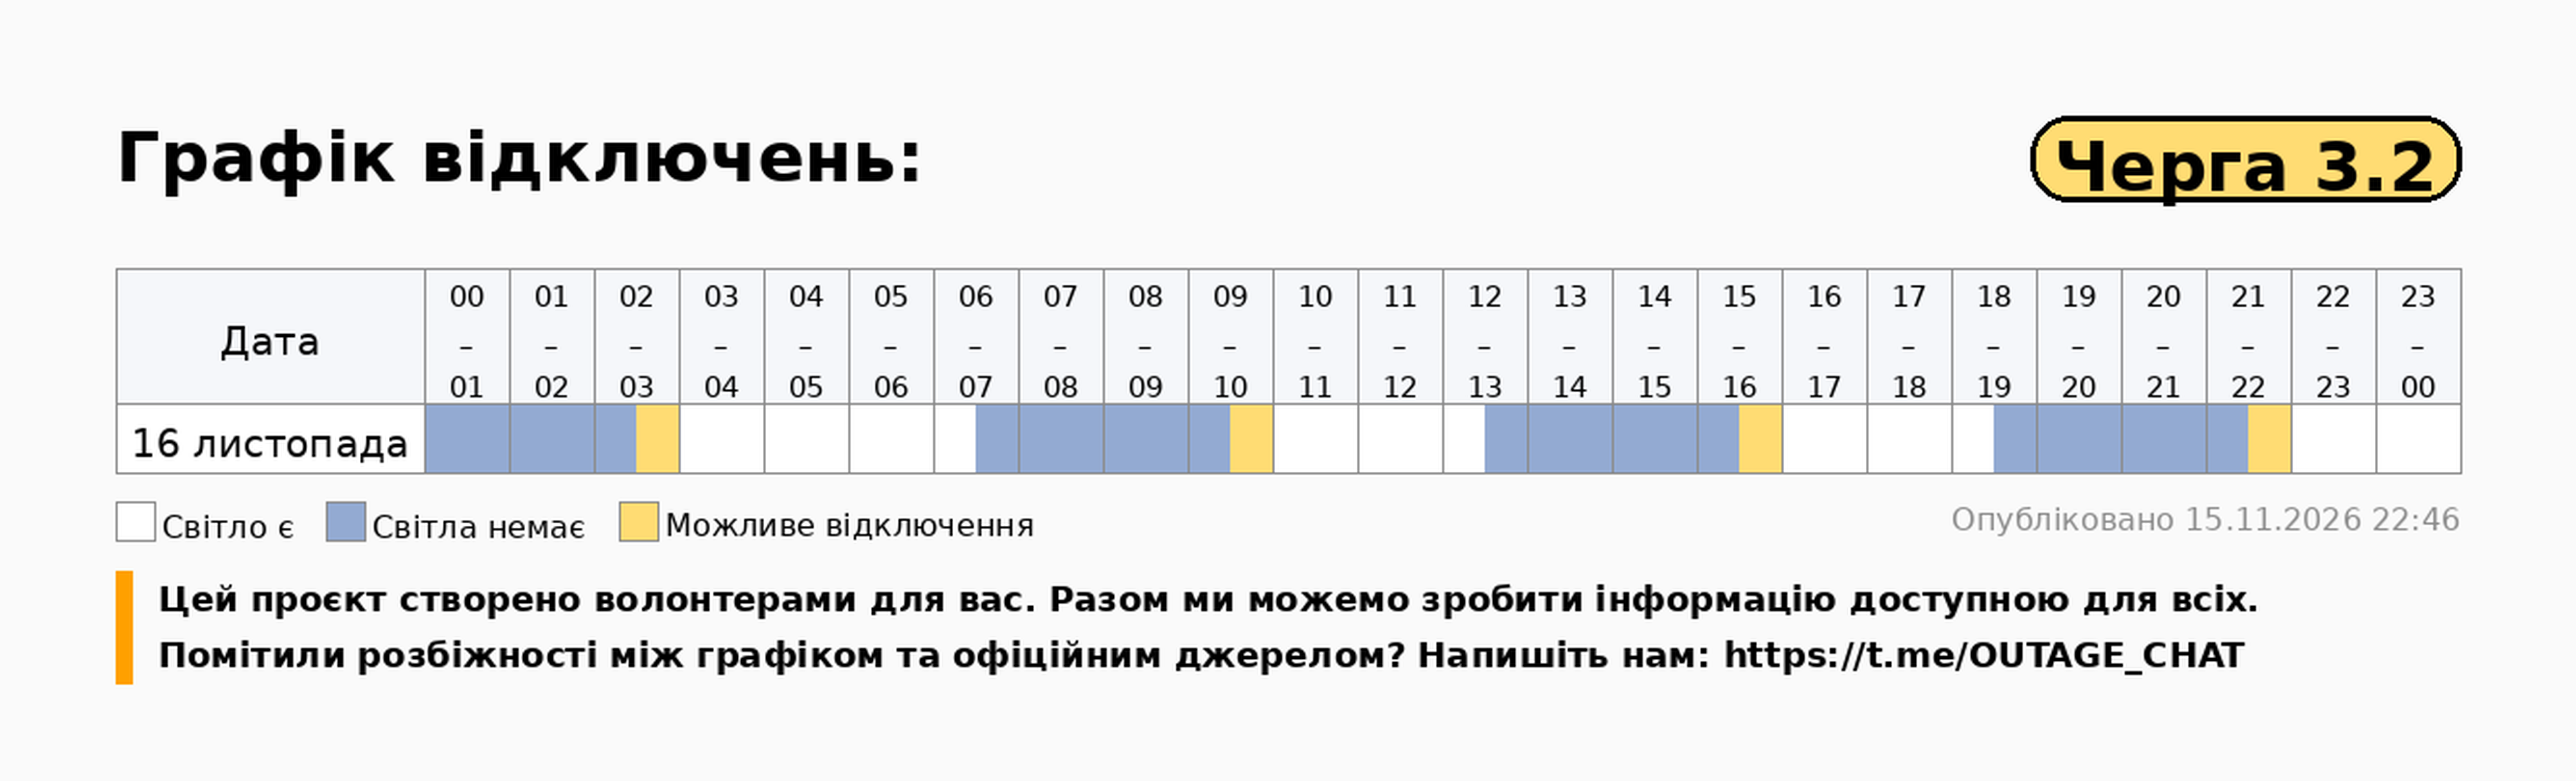 Графік відключень:
Черга 3.2
Дата
00 – 01
01 – 02
02 – 03
03 – 04
04 – 05
05 – 06
06 – 07
07 – 08
08 – 09
09 – 10
10 – 11
11 – 12
12 – 13
13 – 14
14 – 15
15 – 16
16 – 17
17 – 18
18 – 19
19 – 20
20 – 21
21 – 22
22 – 23
23 – 00
16 листопада
Світло є
Світла немає
Можливе відключення
Опубліковано 15.11.2026 22:46
Цей проєкт створено волонтерами для вас. Разом ми можемо зробити інформацію доступною для всіх.
Помітили розбіжності між графіком та офіційним джерелом? Напишіть нам: https://t.me/OUTAGE_CHAT